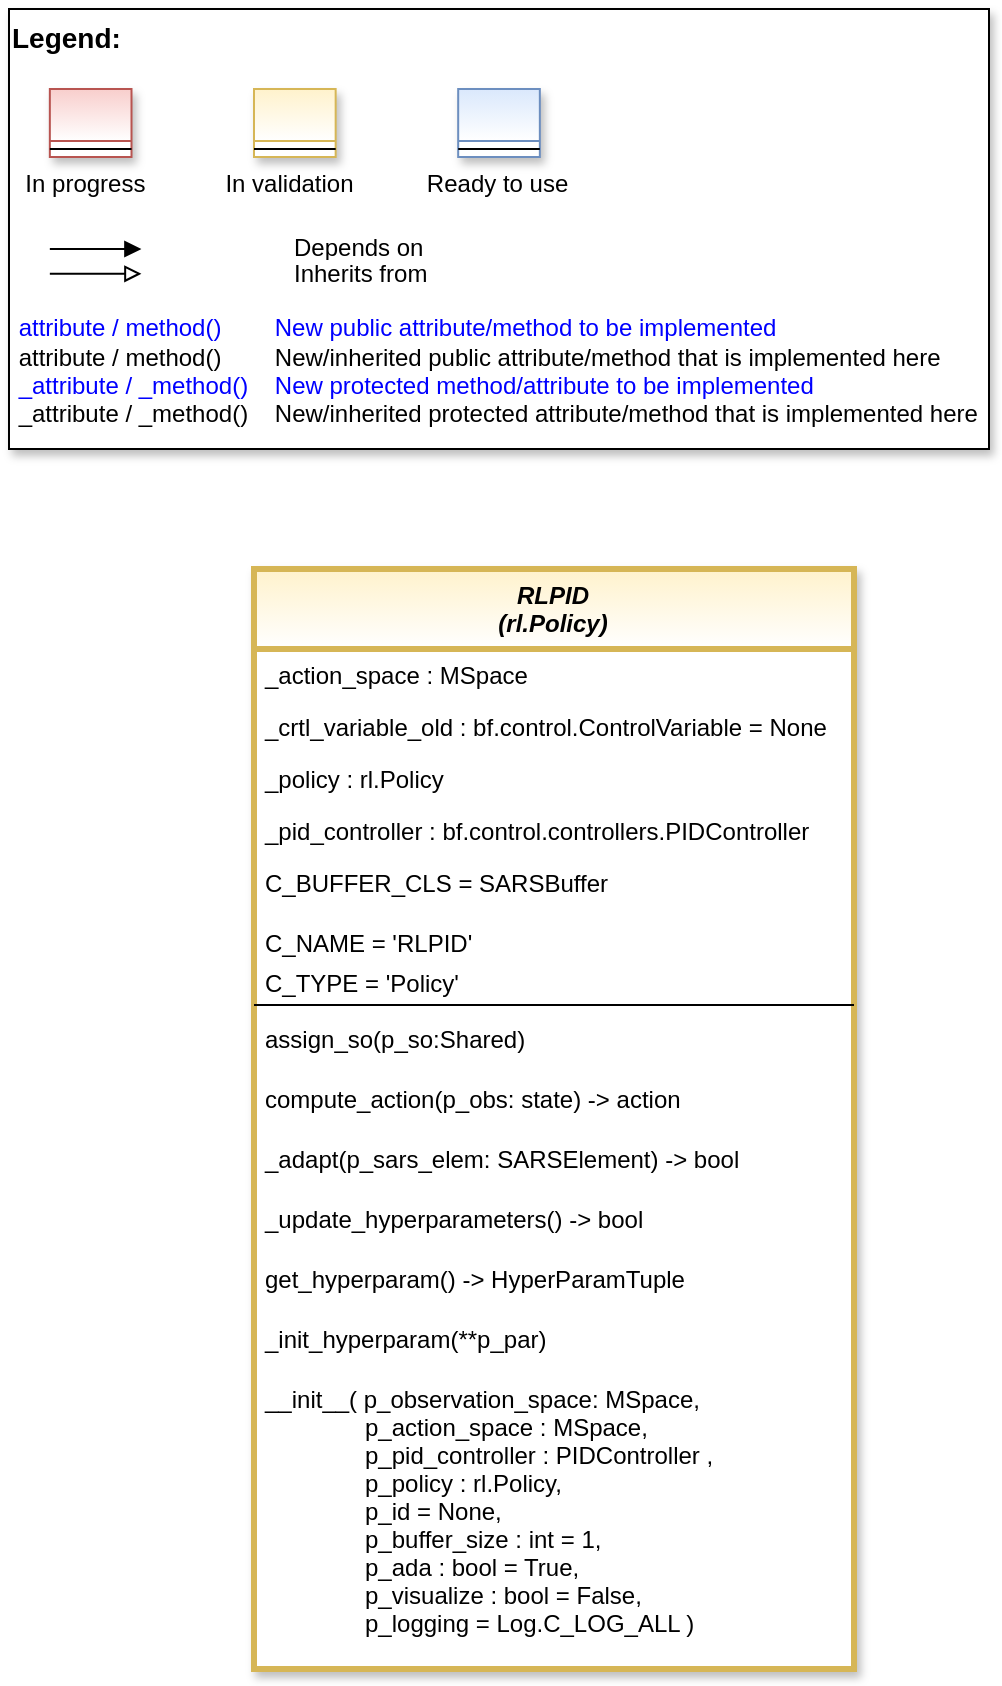 Legend:
In progress
In validation
Ready to use
Depends on
Inherits from
attribute / method() New public attribute/method to be implemented
attribute / method() New/inherited public attribute/method that is implemented here
_attribute / _method() New protected method/attribute to be implemented
_attribute / _method() New/inherited protected attribute/method that is implemented here
RLPID
(rl.Policy)
_action_space : MSpace
_crtl_variable_old : bf.control.ControlVariable = None
_policy : rl.Policy
_pid_controller : bf.control.controllers.PIDController
C_BUFFER_CLS = SARSBuffer
C_NAME = 'RLPID'
C_TYPE = 'Policy'
assign_so(p_so:Shared)
compute_action(p_obs: state) -> action
_adapt(p_sars_elem: SARSElement) -> bool
_update_hyperparameters() -> bool
get_hyperparam() -> HyperParamTuple
_init_hyperparam(**p_par)
__init__( p_observation_space: MSpace,
p_action_space : MSpace,
p_pid_controller : PIDController ,
p_policy : rl.Policy,
p_id = None,
p_buffer_size : int = 1,
p_ada : bool = True,
p_visualize : bool = False,
p_logging = Log.C_LOG_ALL )